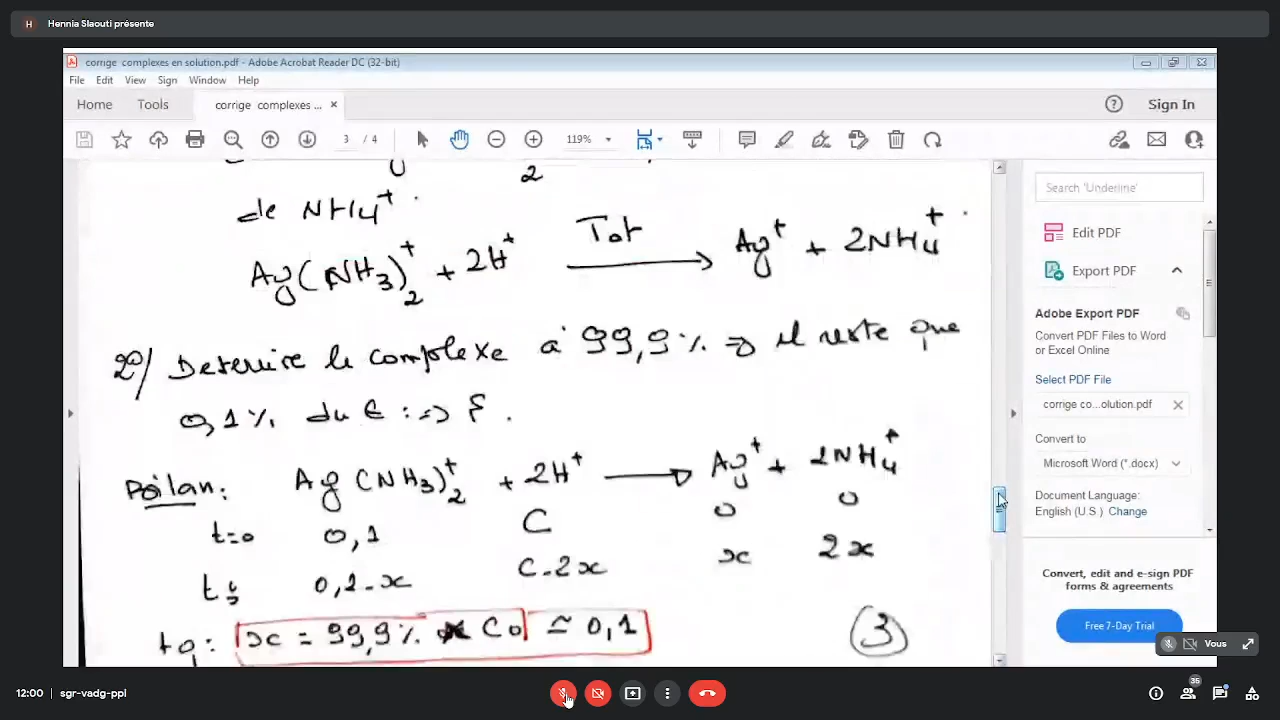 H Hennia Slaouti présente
corrige complexes en solution.pdf - Adobe Acrobat Reader DC (32-bit)
File Edit View Sign Window Help
Home Tools corrige complexes ... × Sign In
3 / 4 119%
2
de NH4+.
Ag(NH3)2+ + 2H+ Tot → Ag+ + 2NH4+.
2°/ Detruire le complexe à 99,9% ⇒ il reste que
0,1% du C : ⇒ ξ.
Bilan: Ag(NH3)2+ + 2H+ → Ag+ + 2NH4+
t=0 0,1 C 0 0
0,1-x C-2x x 2x
tq: x = 99,9% * C0 ≃ 0,1 3
Search 'Underline'
Edit PDF
Export PDF
Adobe Export PDF
Convert PDF Files to Word
or Excel Online
Select PDF File
corrige co...olution.pdf ×
Convert to
Microsoft Word (*.docx)
Document Language:
English (U.S.) Change
Convert, edit and e-sign PDF
forms & agreements
Free 7-Day Trial
Vous
12:00 sgr-vadg-ppl 35